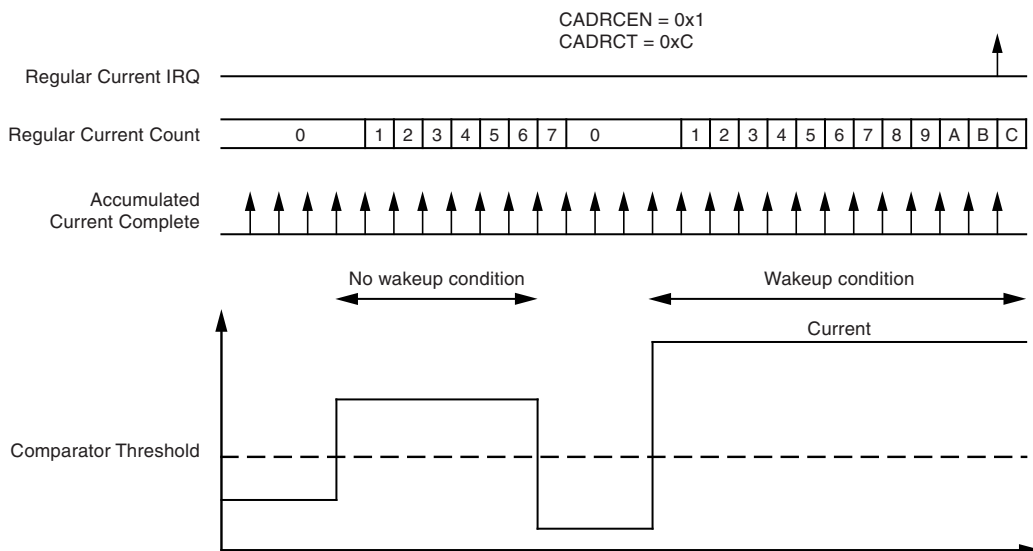 CADRCEN = 0x1
CADRCT = 0xC
Regular Current IRQ
Regular Current Count 0 1 2 3 4 5 6 7 0 1 2 3 4 5 6 7 8 9 A B C
Accumulated
Current Complete
No wakeup condition Wakeup condition
Current
Comparator Threshold